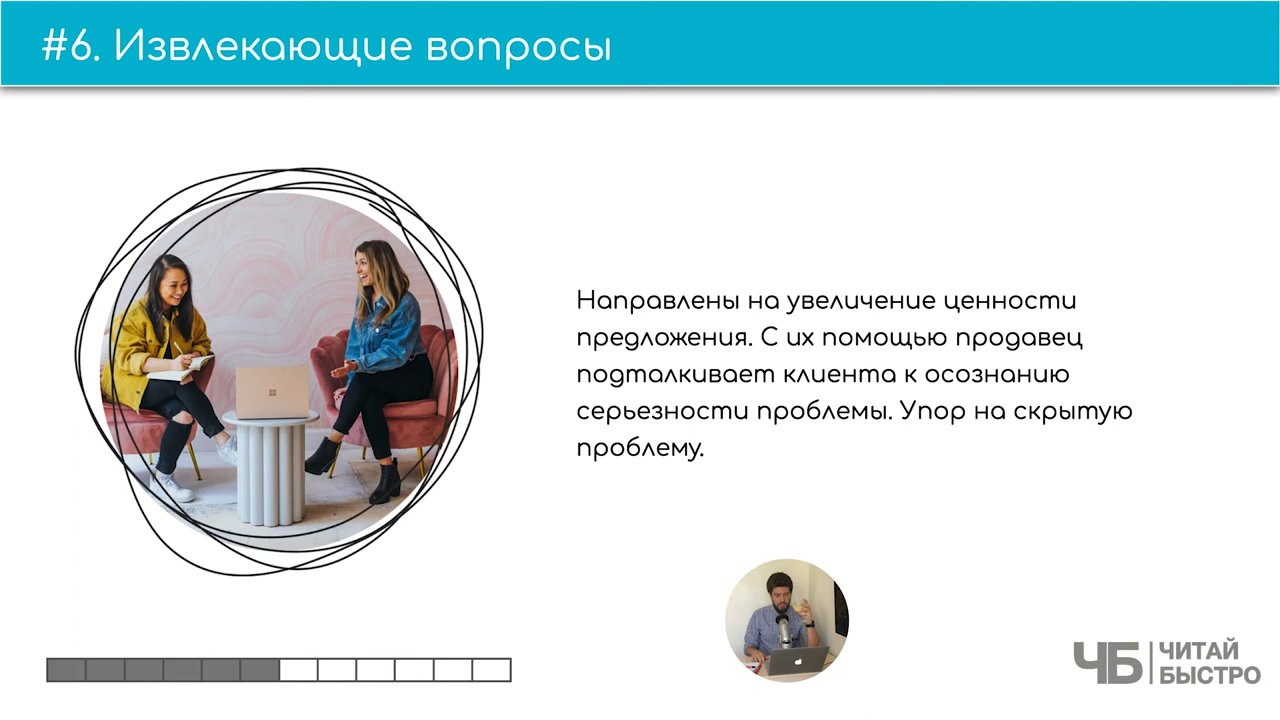 #6. Извлекающие вопросы
Направлены на увеличение ценности
предложения. С их помощью продавец
подталкивает клиента к осознанию
серьезности проблемы. Упор на скрытую
проблему.
ЧБ
ЧИТАЙ
БЫСТРО